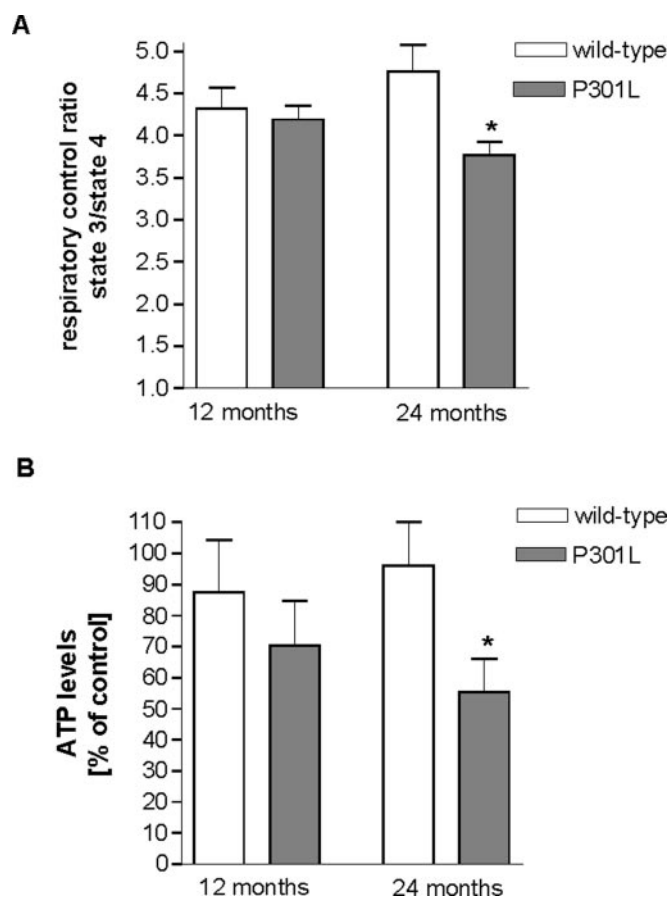 A
respiratory control ratio
state 3/state 4
5.0
4.5
4.0
3.5
3.0
2.5
2.0
1.5
1.0
*
wild-type
P301L
12 months
24 months
B
ATP levels
[% of control]
110
100
90
80
70
60
50
40
30
20
10
0
*
wild-type
P301L
12 months
24 months